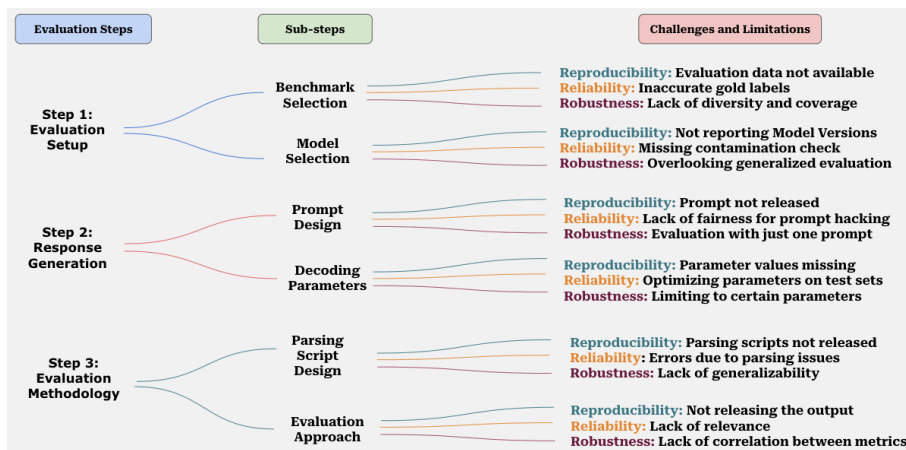 Evaluation Steps
Sub-steps
Challenges and Limitations
Step 1:
Evaluation
Setup
Benchmark
Selection
Reproducibility: Evaluation data not available
Reliability: Inaccurate gold labels
Robustness: Lack of diversity and coverage
Model
Selection
Reproducibility: Not reporting Model Versions
Reliability: Missing contamination check
Robustness: Overlooking generalized evaluation
Step 2:
Response
Generation
Prompt
Design
Reproducibility: Prompt not released
Reliability: Lack of fairness for prompt hacking
Robustness: Evaluation with just one prompt
Decoding
Parameters
Reproducibility: Parameter values missing
Reliability: Optimizing parameters on test sets
Robustness: Limiting to certain parameters
Step 3:
Evaluation
Methodology
Parsing
Script
Design
Reproducibility: Parsing scripts not released
Reliability: Errors due to parsing issues
Robustness: Lack of generalizability
Evaluation
Approach
Reproducibility: Not releasing the output
Reliability: Lack of relevance
Robustness: Lack of correlation between metrics